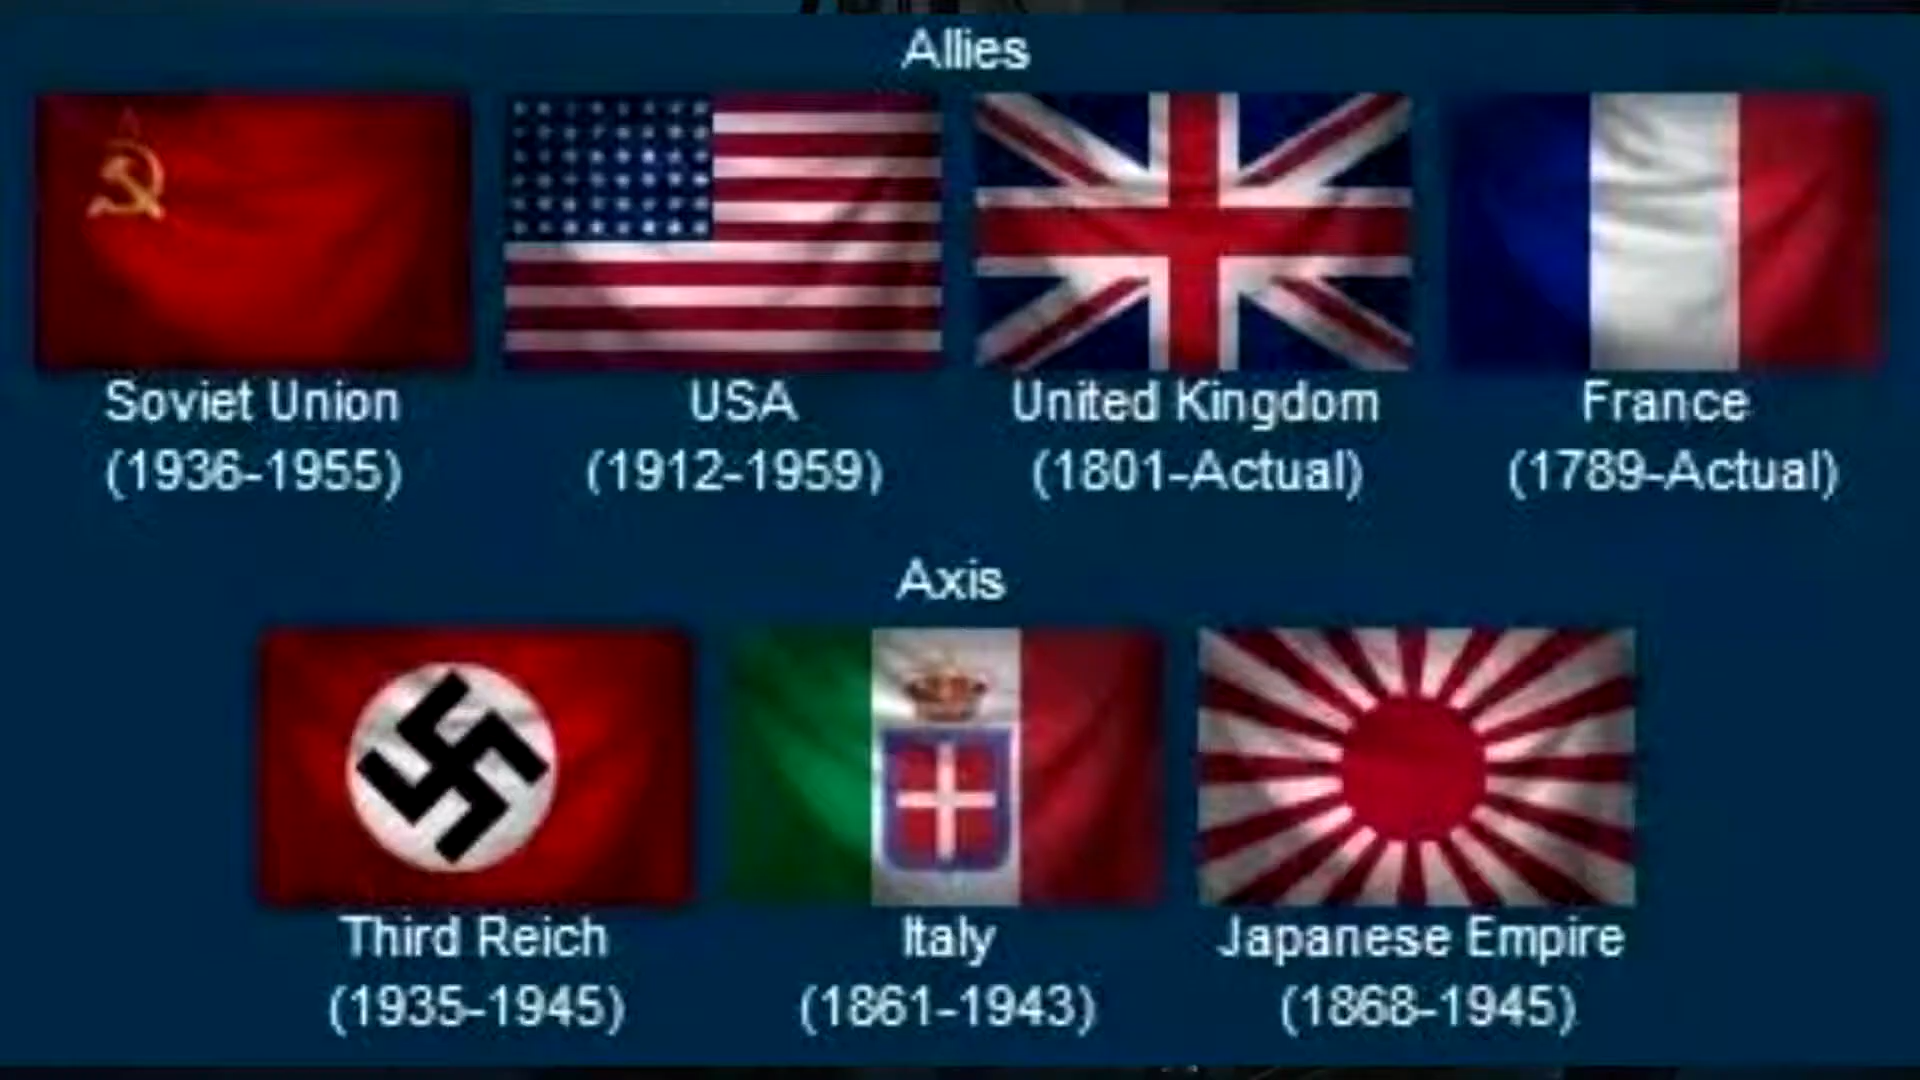 Allies
Soviet Union
(1936-1955)
USA
(1912-1959)
United Kingdom
(1801-Actual)
France
(1789-Actual)
Axis
Third Reich
(1935-1945)
Italy
(1861-1943)
Japanese Empire
(1868-1945)